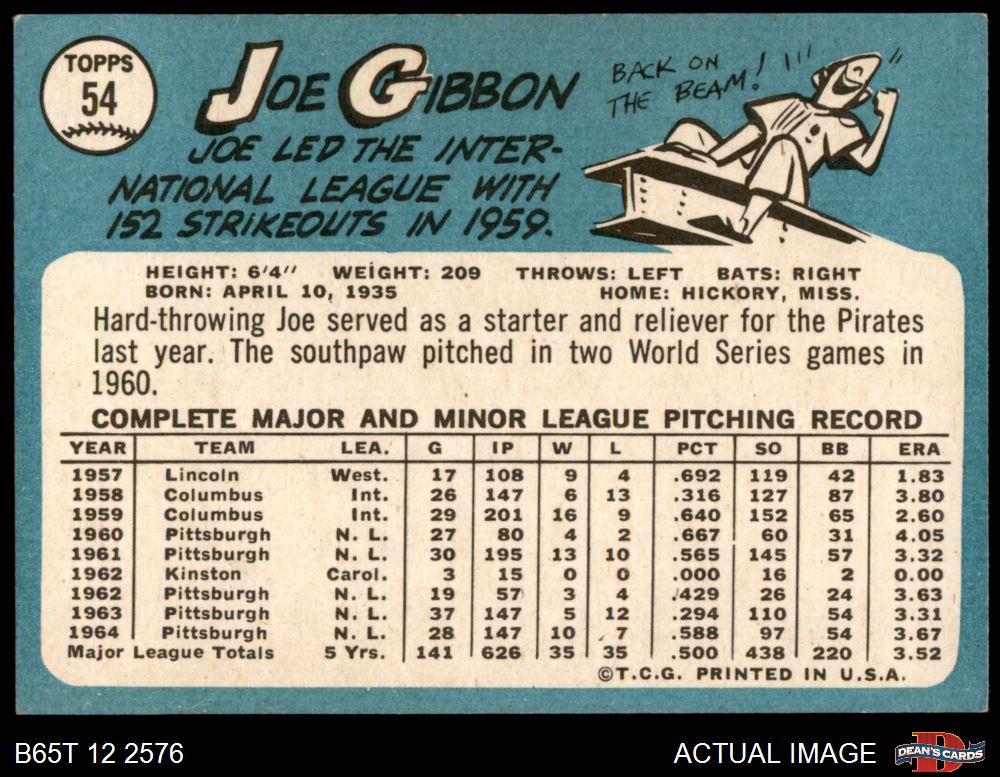 TOPPS
54
JOE GIBBON
BACK ON
THE BEAM!
JOE LED THE INTER-
NATIONAL LEAGUE WITH
152 STRIKEOUTS IN 1959.
HEIGHT: 6'4" WEIGHT: 209 THROWS: LEFT BATS: RIGHT
BORN: APRIL 10, 1935 HOME: HICKORY, MISS.
Hard-throwing Joe served as a starter and reliever for the Pirates
last year. The southpaw pitched in two World Series games in
1960.
COMPLETE MAJOR AND MINOR LEAGUE PITCHING RECORD
YEAR TEAM LEA. G IP W L PCT SO BB ERA
1957 Lincoln West. 17 108 9 4 .692 119 42 1.83
1958 Columbus Int. 26 147 6 13 .316 127 87 3.80
1959 Columbus Int. 29 201 16 9 .640 152 65 2.60
1960 Pittsburgh N. L. 27 80 4 2 .667 60 31 4.05
1961 Pittsburgh N. L. 30 195 13 10 .565 145 57 3.32
1962 Kinston Carol. 3 15 0 0 .000 16 2 0.00
1962 Pittsburgh N. L. 19 57 3 4 .429 26 24 3.63
1963 Pittsburgh N. L. 37 147 5 12 .294 110 54 3.31
1964 Pittsburgh N. L. 28 147 10 7 .588 97 54 3.67
Major League Totals 5 Yrs. 141 626 35 35 .500 438 220 3.52
©T.C.G. PRINTED IN U.S.A.
B65T 12 2576 ACTUAL IMAGE D DEAN'S CARDS